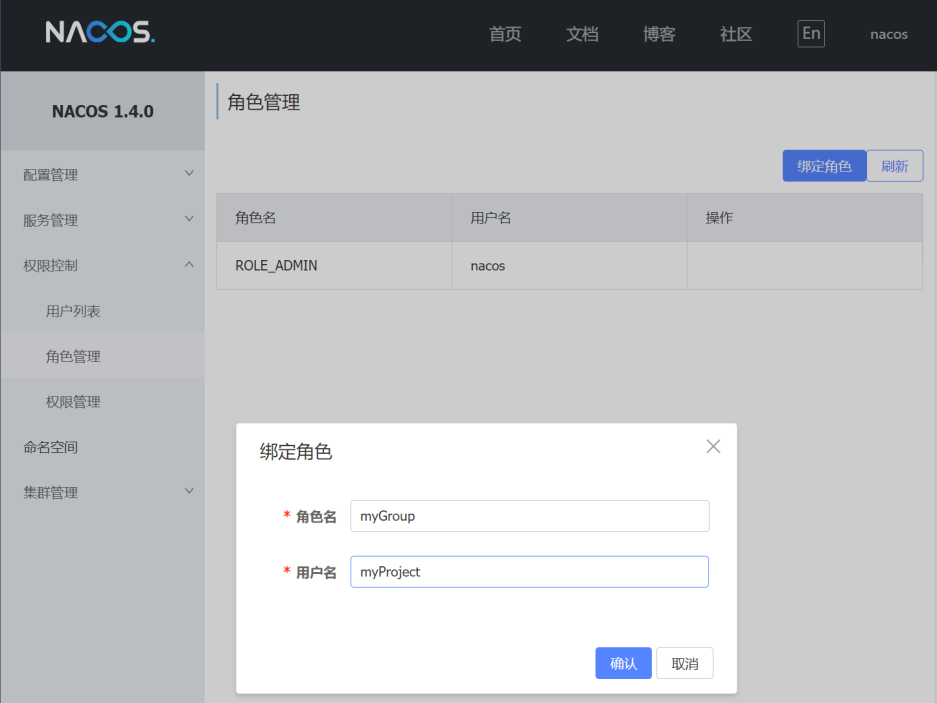 NACOS.
首页 文档 博客 社区 En nacos
NACOS 1.4.0
配置管理
服务管理
权限控制
用户列表
角色管理
权限管理
命名空间
集群管理
角色管理
绑定角色 刷新
角色名 用户名 操作
ROLE_ADMIN nacos
绑定角色
* 角色名 myGroup
* 用户名 myProject
确认 取消